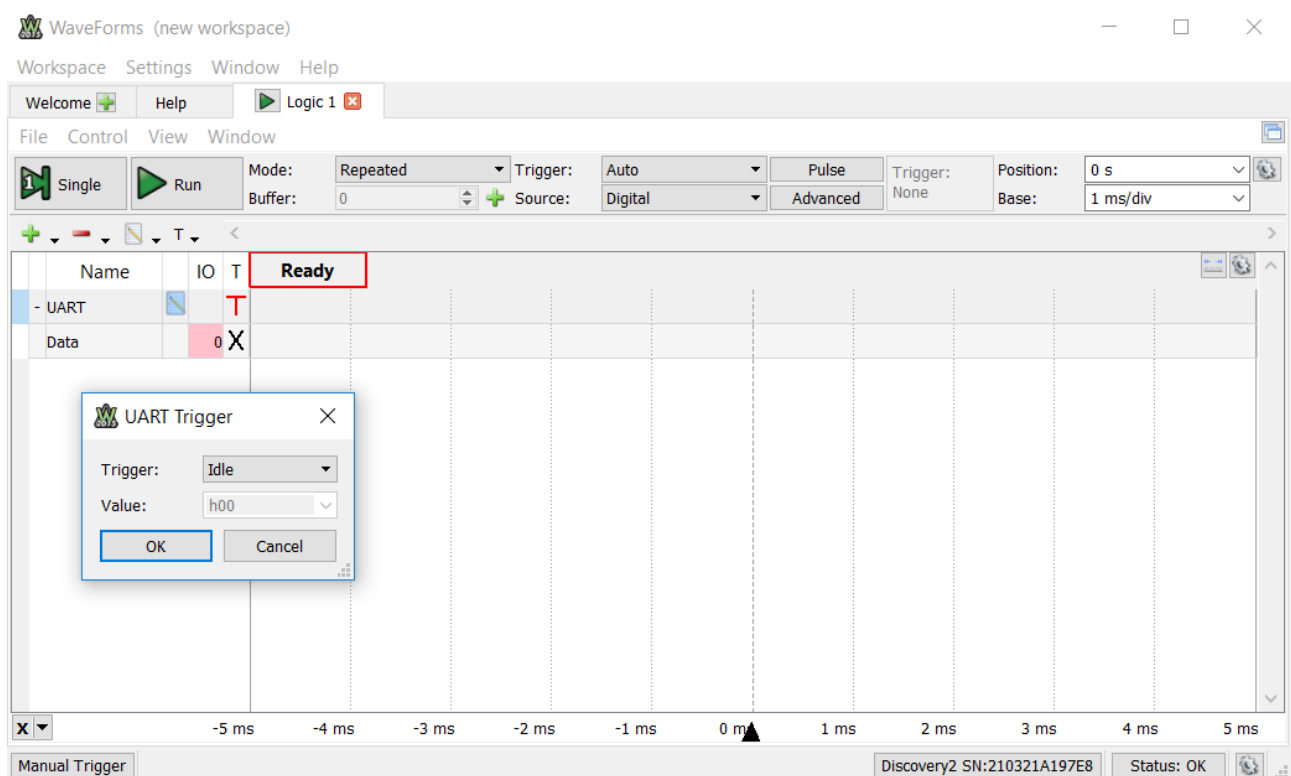 WaveForms (new workspace)
Workspace Settings Window Help
Welcome Help Logic 1
File Control View Window
Single Run Mode: Repeated Trigger: Auto Pulse Trigger: None Position: 0 s
Buffer: 0 Source: Digital Advanced Base: 1 ms/div
T
Name IO T Ready
- UART T
Data 0 X
UART Trigger
Trigger: Idle
Value: h00
OK Cancel
X -5 ms -4 ms -3 ms -2 ms -1 ms 0 ms 1 ms 2 ms 3 ms 4 ms 5 ms
Manual Trigger Discovery2 SN:210321A197E8 Status: OK